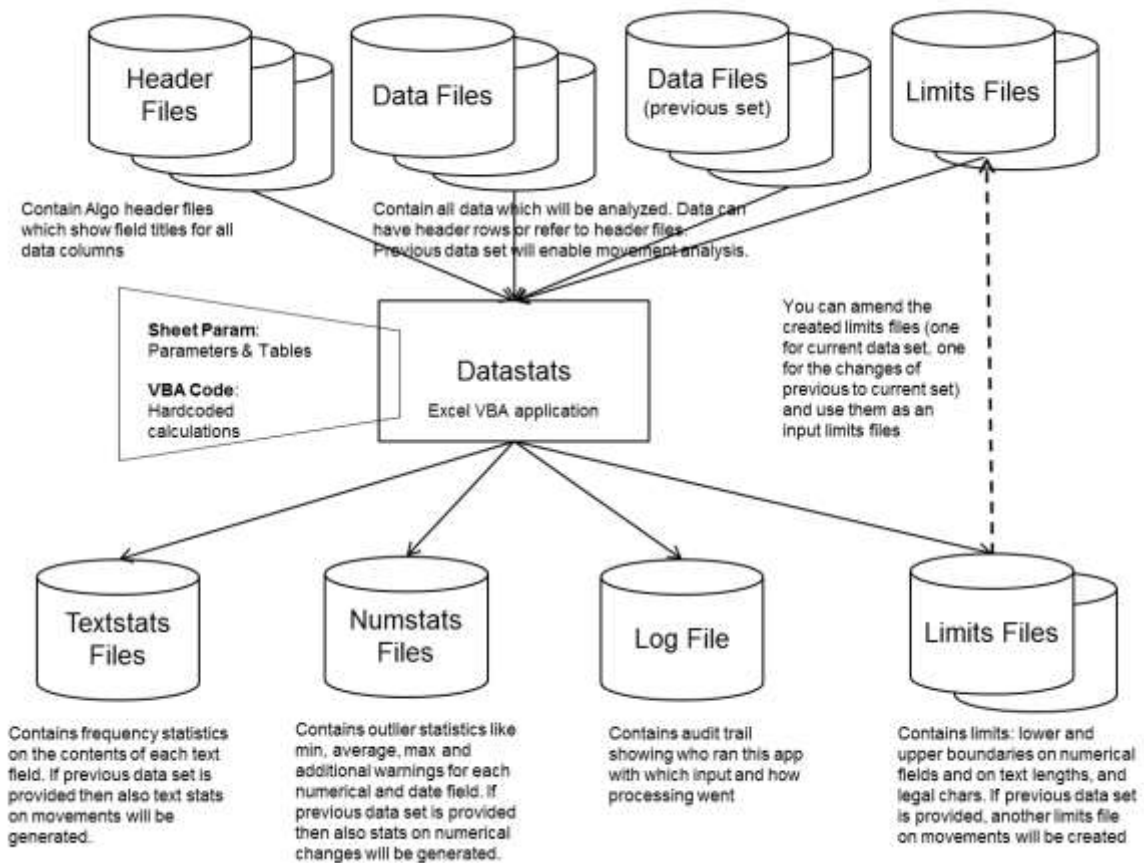 Header
Files
Data Files
Data Files
(previous set)
Limits Files
Contain Algo header files
which show field titles for all
data columns
Contain all data which will be analyzed. Data can
have header rows or refer to header files.
Previous data set will enable movement analysis.
Sheet Param:
Parameters & Tables
VBA Code:
Hardcoded
calculations
Datastats
Excel VBA application
You can amend the
created limits files (one
for current data set, one
for the changes of
previous to current set)
and use them as an
input limits files
Textstats
Files
Numstats
Files
Log File
Limits Files
Contains frequency statistics
on the contents of each text
field. If previous data set is
provided then also text stats
on movements will be
generated.
Contains outlier statistics like
min, average, max and
additional warnings for each
numerical and date field. If
previous data set is provided
then also stats on numerical
changes will be generated.
Contains audit trail
showing who ran this app
with which input and how
processing went
Contains limits: lower and
upper boundaries on numerical
fields and on text lengths, and
legal chars. If previous data set
is provided, another limits file
on movements will be created